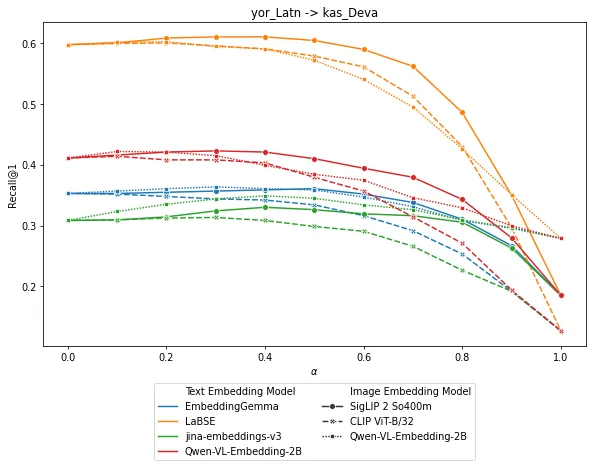 yor_Latn -> kas_Deva
Recall@1
0.6
0.5
0.4
0.3
0.2
0.0
0.2
0.4
0.6
0.8
1.0
α
Text Embedding Model
EmbeddingGemma
LaBSE
jina-embeddings-v3
Qwen-VL-Embedding-2B
Image Embedding Model
SigLIP 2 So400m
CLIP ViT-B/32
Qwen-VL-Embedding-2B